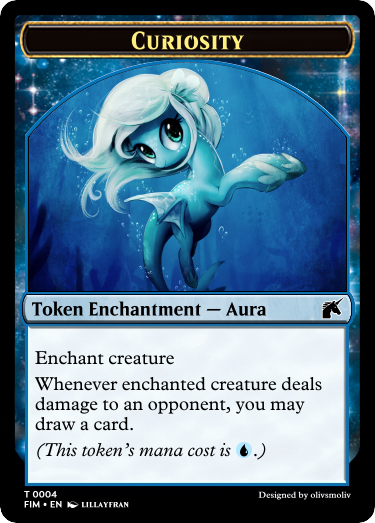 CURIOSITY
Token Enchantment — Aura
Enchant creature
Whenever enchanted creature deals
damage to an opponent, you may
draw a card.
(This token's mana cost is .)
T 0004
FIM • EN LILLAYFRAN
Designed by olivsmoliv